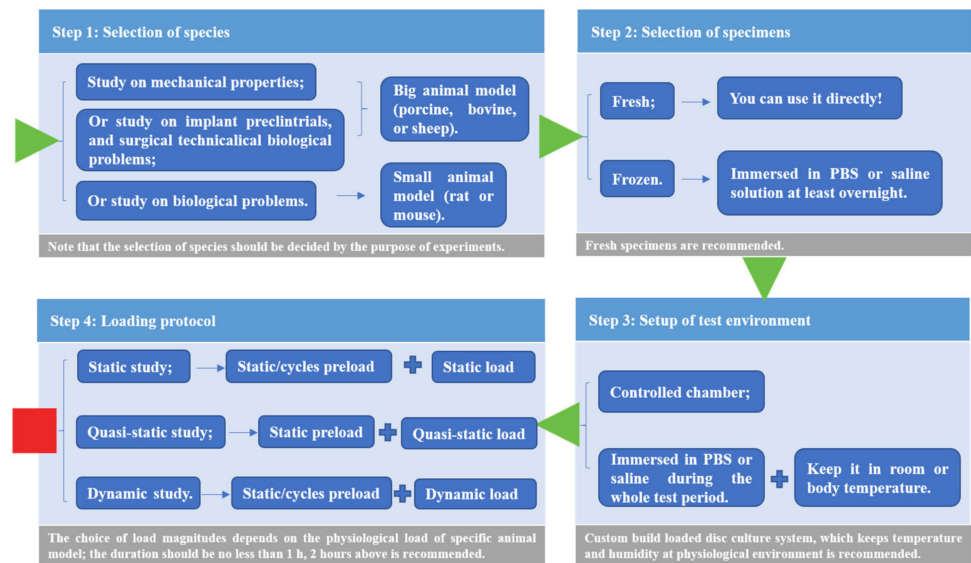 Step 1: Selection of species
Study on mechanical properties;
Or study on implant preclintrials,
and surgical technicalical biological
problems;
Or study on biological problems.
Big animal model
(porcine, bovine,
or sheep).
Small animal
model (rat or
mouse).
Note that the selection of species should be decided by the purpose of experiments.
Step 2: Selection of specimens
Fresh;
You can use it directly!
Frozen.
Immersed in PBS or saline
solution at least overnight.
Fresh specimens are recommended.
Step 3: Setup of test environment
Controlled chamber;
Immersed in PBS or
saline during the
whole test period.
Keep it in room or
body temperature.
Custom build loaded disc culture system, which keeps temperature
and humidity at physiological environment is recommended.
Step 4: Loading protocol
Static study;
Static/cycles preload
Static load
Quasi-static study;
Static preload
Quasi-static load
Dynamic study.
Static/cycles preload
Dynamic load
The choice of load magnitudes depends on the physiological load of specific animal
model; the duration should be no less than 1 h, 2 hours above is recommended.